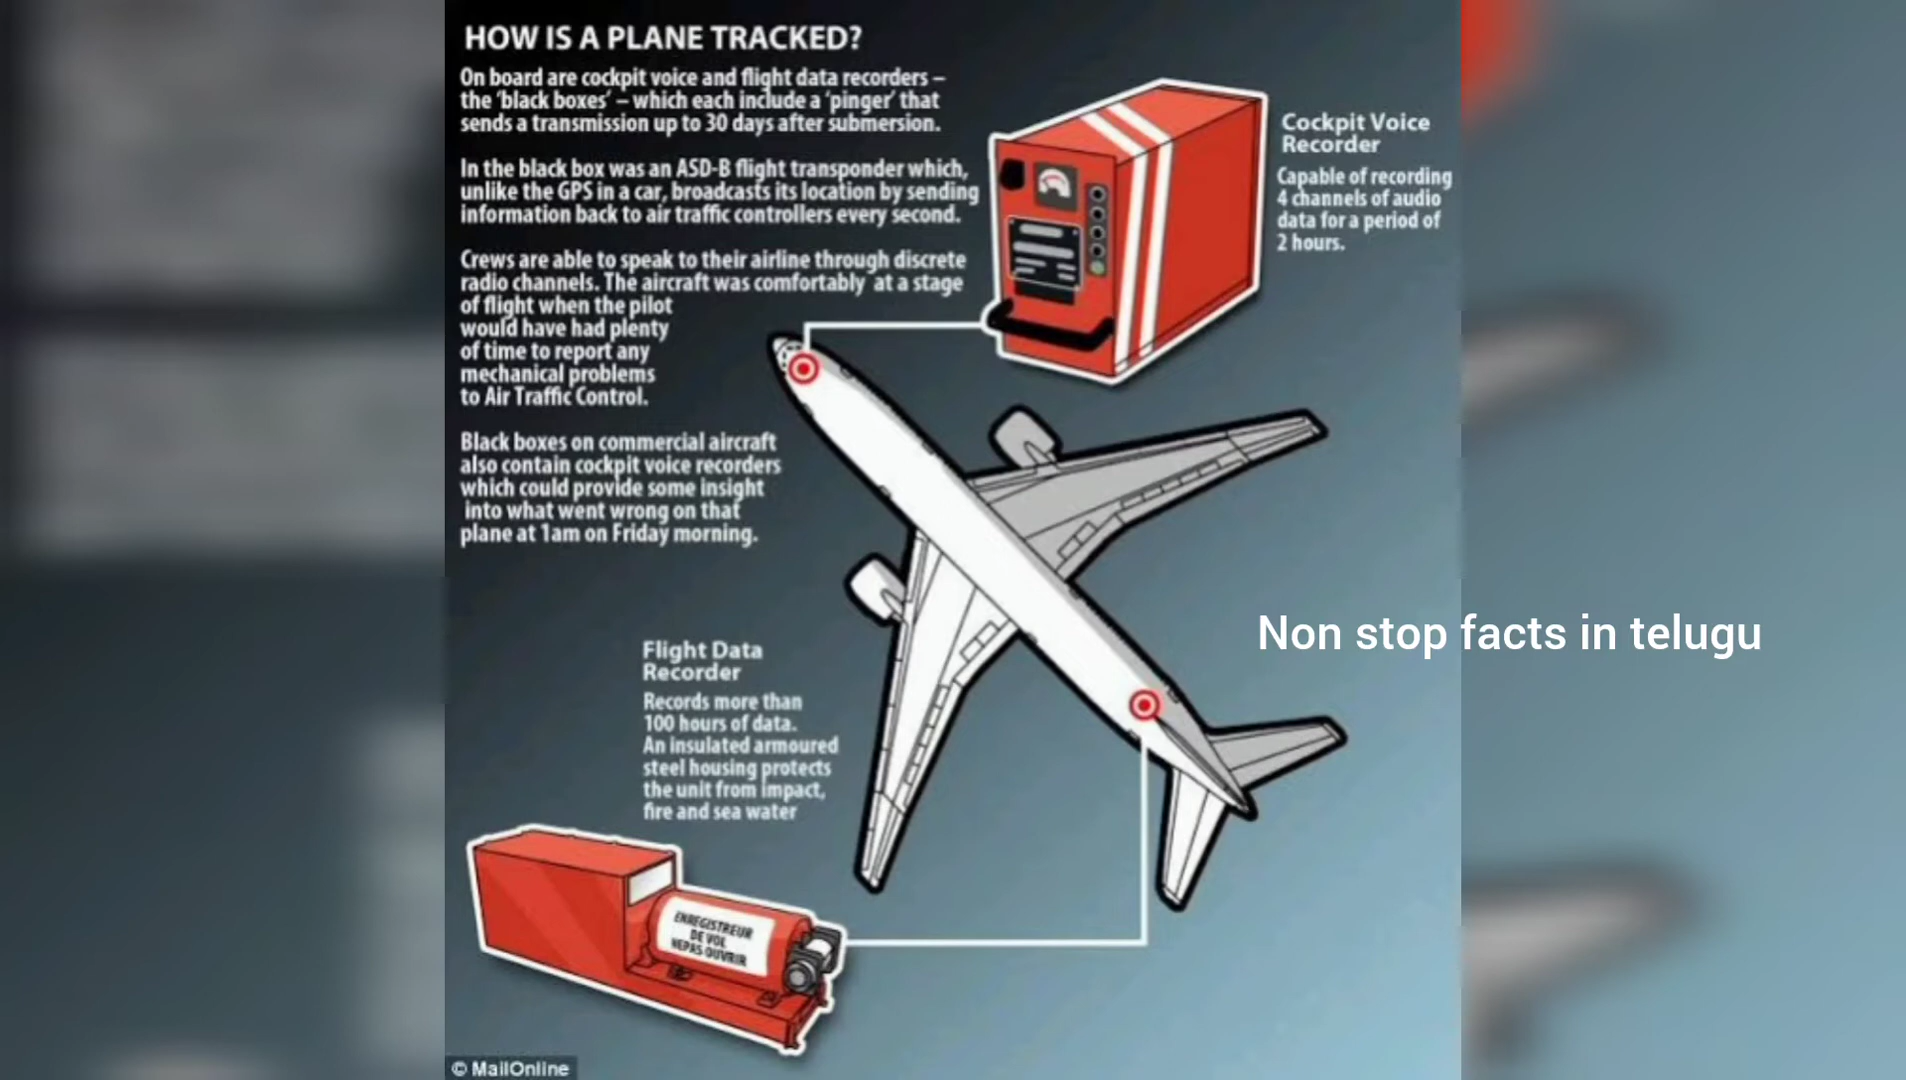 HOW IS A PLANE TRACKED?
On board are cockpit voice and flight data recorders –
the 'black boxes' – which each include a 'pinger' that
sends a transmission up to 30 days after submersion.
In the black box was an ASD-B flight transponder which,
unlike the GPS in a car, broadcasts its location by sending
information back to air traffic controllers every second.
Crews are able to speak to their airline through discrete
radio channels. The aircraft was comfortably at a stage
of flight when the pilot
would have had plenty
of time to report any
mechanical problems
to Air Traffic Control.
Black boxes on commercial aircraft
also contain cockpit voice recorders
which could provide some insight
into what went wrong on that
plane at 1am on Friday morning.
Cockpit Voice
Recorder
Capable of recording
4 channels of audio
data for a period of
2 hours.
Non stop facts in telugu
Flight Data
Recorder
Records more than
100 hours of data.
An insulated armoured
steel housing protects
the unit from impact,
fire and sea water
ENREGISTREUR
DE VOL
NEPAS OUVRIR
© MailOnline